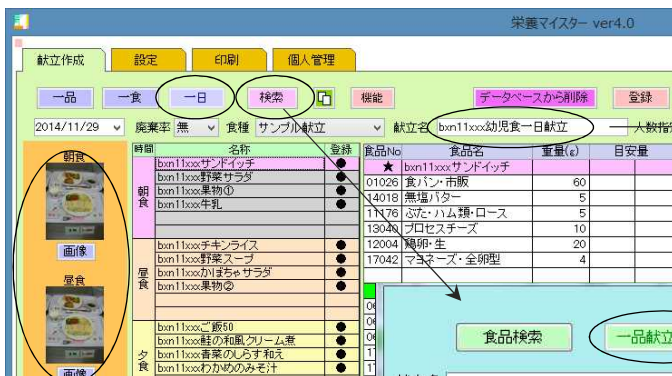 栄養マイスター ver4.0
献立作成 設定 印刷 個人管理
一品 一食 一日 検索 機能 データベースから削除 登録
2014/11/29 廃棄率 無 食種 サンプル献立 献立名 bxn11xxx幼児食一日献立 人数指定
朝食
画像
昼食
画像
時間 名称 登録
朝食
bxn11xxxサンドイッチ ●
bxn11xxx野菜サラダ ●
bxn11xxx果物① ●
bxn11xxx牛乳 ●
昼食
bxn11xxxチキンライス ●
bxn11xxx野菜スープ ●
bxn11xxxかぼちゃサラダ ●
bxn11xxx果物② ●
夕食
bxn11xxxご飯50 ●
bxn11xxx鮭の和風クリーム煮 ●
bxn11xxx青菜のしらす和え ●
bxn11xxxわかめのみそ汁 ●
食品No 食品名 重量(g) 目安量
★ bxn11xxxサンドイッチ
01026 食パン・市販 60
14018 無塩バター 5
11176 ぶた・ハム類・ロース 5
13040 プロセスチーズ 10
12004 鶏卵・生 20
17042 マヨネーズ・全卵型 4
食品検索 一品献立